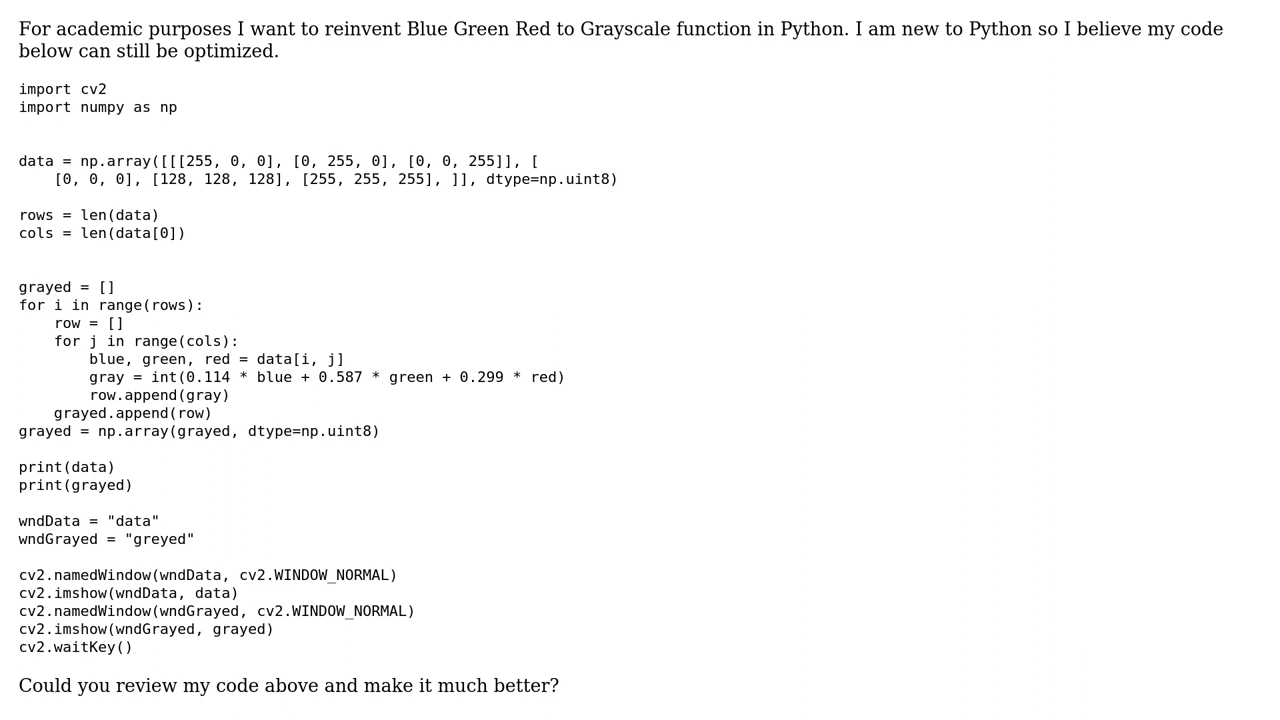 For academic purposes I want to reinvent Blue Green Red to Grayscale function in Python. I am new to Python so I believe my code
below can still be optimized.
import cv2
import numpy as np
data = np.array([[[255, 0, 0], [0, 255, 0], [0, 0, 255]], [
    [0, 0, 0], [128, 128, 128], [255, 255, 255], ]], dtype=np.uint8)
rows = len(data)
cols = len(data[0])
grayed = []
for i in range(rows):
    row = []
    for j in range(cols):
        blue, green, red = data[i, j]
        gray = int(0.114 * blue + 0.587 * green + 0.299 * red)
        row.append(gray)
    grayed.append(row)
grayed = np.array(grayed, dtype=np.uint8)
print(data)
print(grayed)
wndData = "data"
wndGrayed = "greyed"
cv2.namedWindow(wndData, cv2.WINDOW_NORMAL)
cv2.imshow(wndData, data)
cv2.namedWindow(wndGrayed, cv2.WINDOW_NORMAL)
cv2.imshow(wndGrayed, grayed)
cv2.waitKey()
Could you review my code above and make it much better?